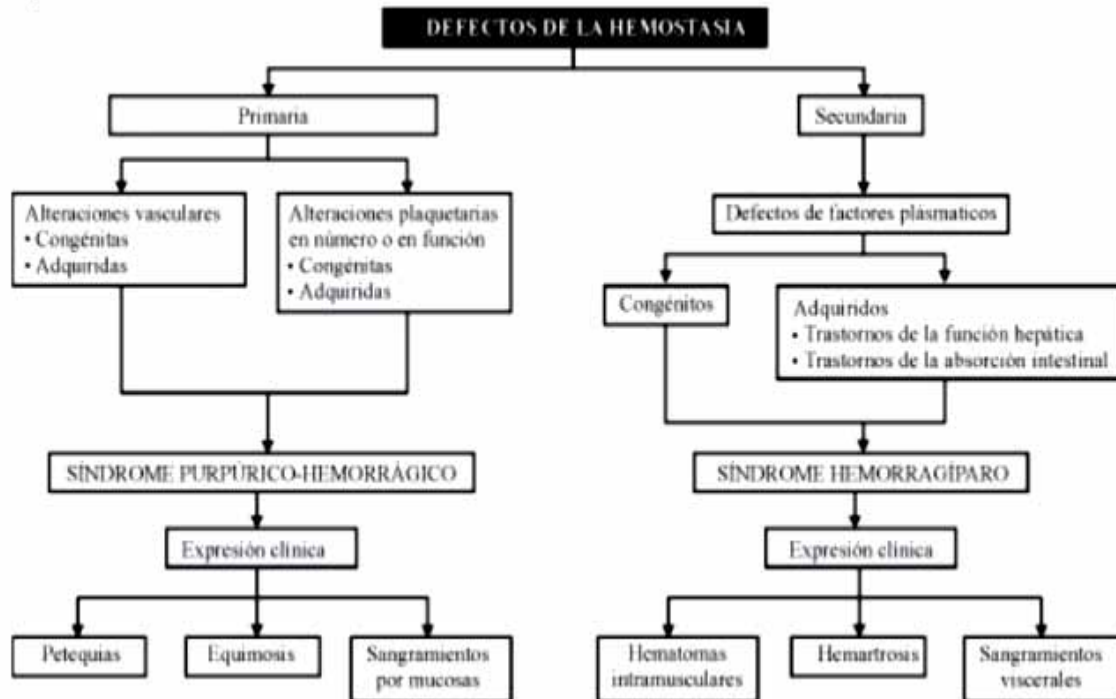 DEFECTOS DE LA HEMOSTASIA
Primaria
Secundaria
Alteraciones vasculares
• Congénitas
• Adquiridas
Alteraciones plaquetarias
en número o en función
• Congénitas
• Adquiridas
Defectos de factores plásmaticos
Congénitos
Adquiridos
• Trastornos de la función hepática
• Trastornos de la absorción intestinal
SÍNDROME PURPÚRICO-HEMORRÁGICO
SÍNDROME HEMORRAGÍPARO
Expresión clínica
Expresión clínica
Petequias
Equimosis
Sangramientos
por mucosas
Hematomas
intramusculares
Hemartrosis
Sangramientos
viscerales